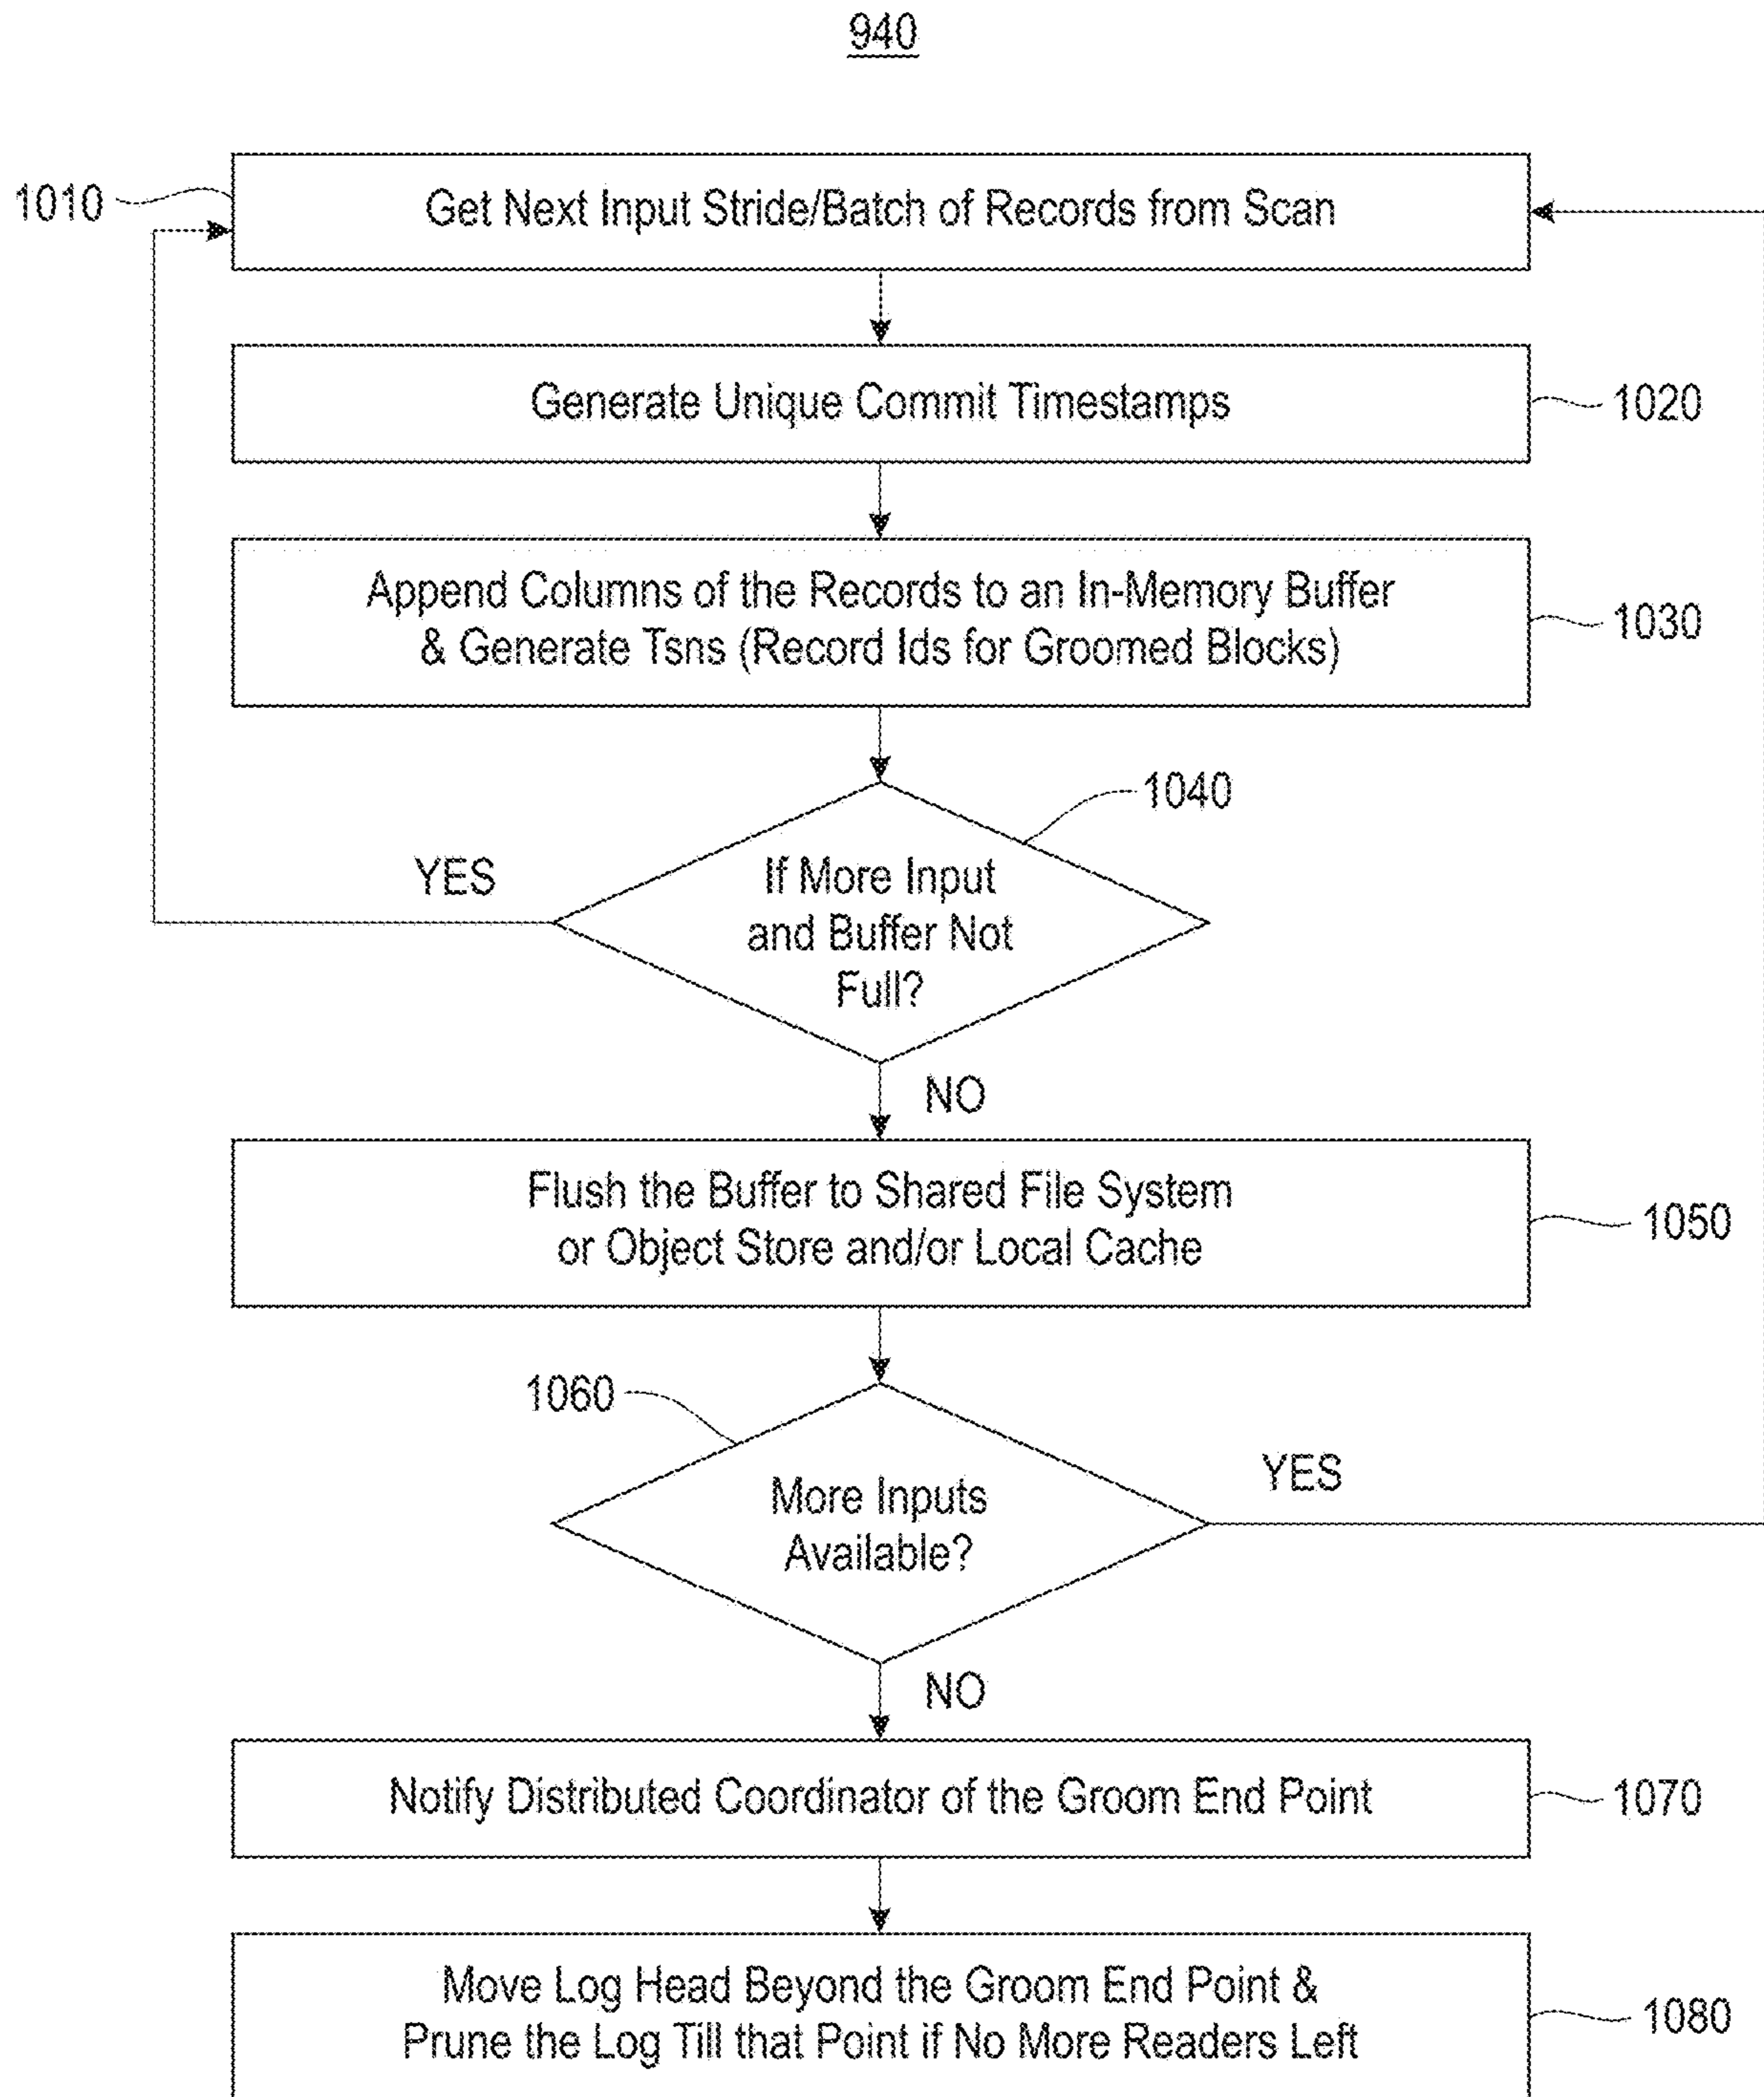 940
1010
Get Next Input Stride/Batch of Records from Scan
Generate Unique Commit Timestamps
1020
Append Columns of the Records to an In-Memory Buffer
& Generate Tsns (Record Ids for Groomed Blocks)
1030
1040
YES
If More Input
and Buffer Not
Full?
NO
Flush the Buffer to Shared File System
or Object Store and/or Local Cache
1050
1060
YES
More Inputs
Available?
NO
Notify Distributed Coordinator of the Groom End Point
1070
Move Log Head Beyond the Groom End Point &
Prune the Log Till that Point if No More Readers Left
1080